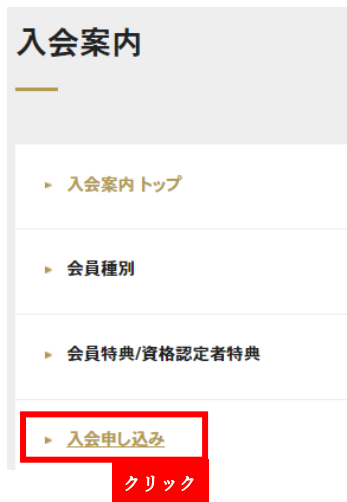 入会案内
入会案内 トップ
会員種別
会員特典/資格認定者特典
入会申し込み
クリック